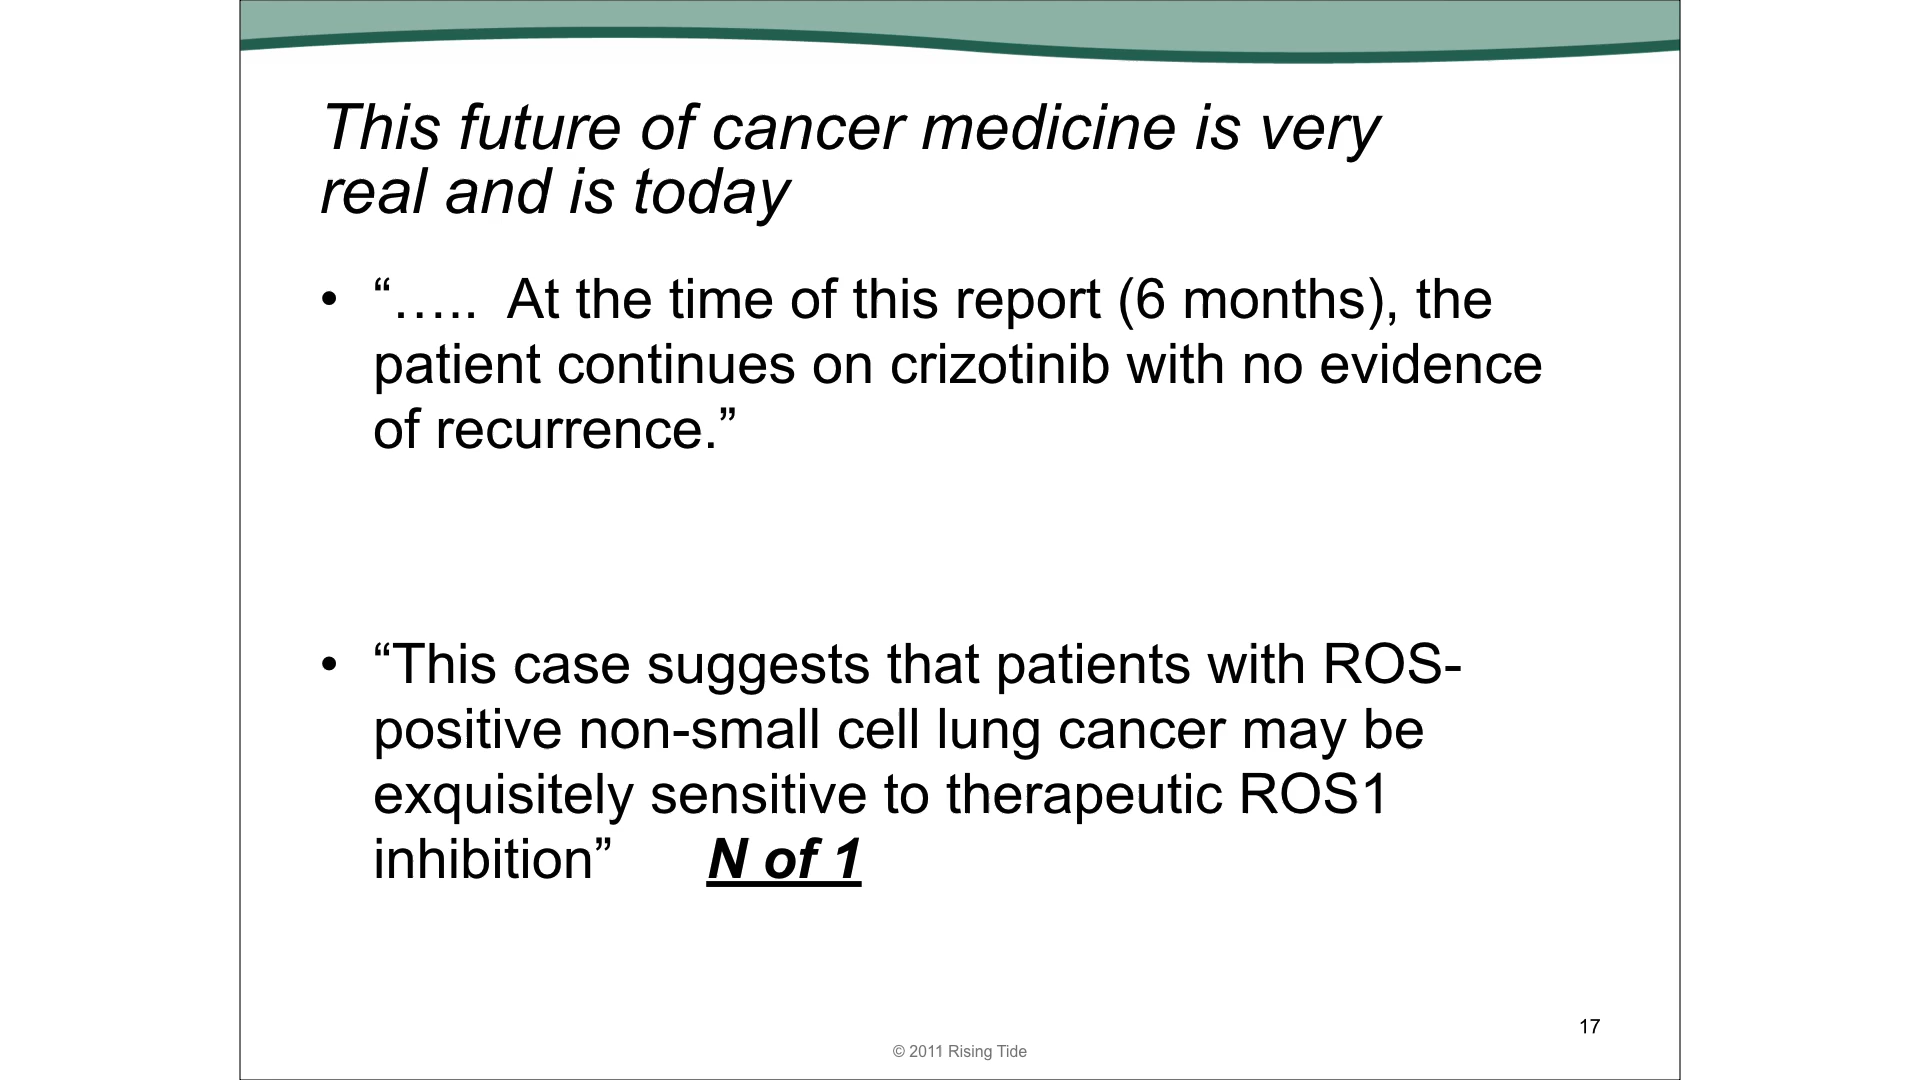 This future of cancer medicine is very
real and is today
• “….. At the time of this report (6 months), the
patient continues on crizotinib with no evidence
of recurrence.”
• “This case suggests that patients with ROS-
positive non-small cell lung cancer may be
exquisitely sensitive to therapeutic ROS1
inhibition” N of 1
17
© 2011 Rising Tide